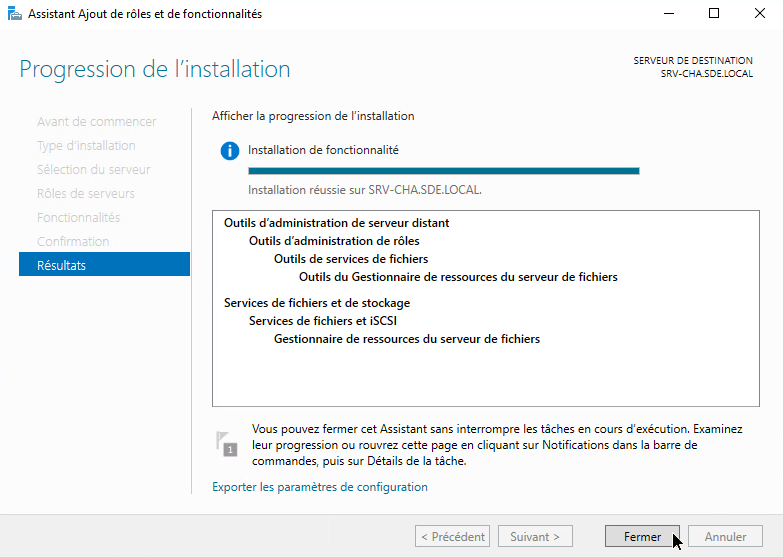 Assistant Ajout de rôles et de fonctionnalités
Progression de l'installation
SERVEUR DE DESTINATION
SRV-CHA.SDE.LOCAL
Avant de commencer
Type d'installation
Sélection du serveur
Rôles de serveurs
Fonctionnalités
Confirmation
Résultats
Afficher la progression de l'installation
Installation de fonctionnalité
Installation réussie sur SRV-CHA.SDE.LOCAL.
Outils d'administration de serveur distant
Outils d'administration de rôles
Outils de services de fichiers
Outils du Gestionnaire de ressources du serveur de fichiers
Services de fichiers et de stockage
Services de fichiers et iSCSI
Gestionnaire de ressources du serveur de fichiers
1
Vous pouvez fermer cet Assistant sans interrompre les tâches en cours d'exécution. Examinez
leur progression ou rouvrez cette page en cliquant sur Notifications dans la barre de
commandes, puis sur Détails de la tâche.
Exporter les paramètres de configuration
< Précédent
Suivant >
Fermer
Annuler